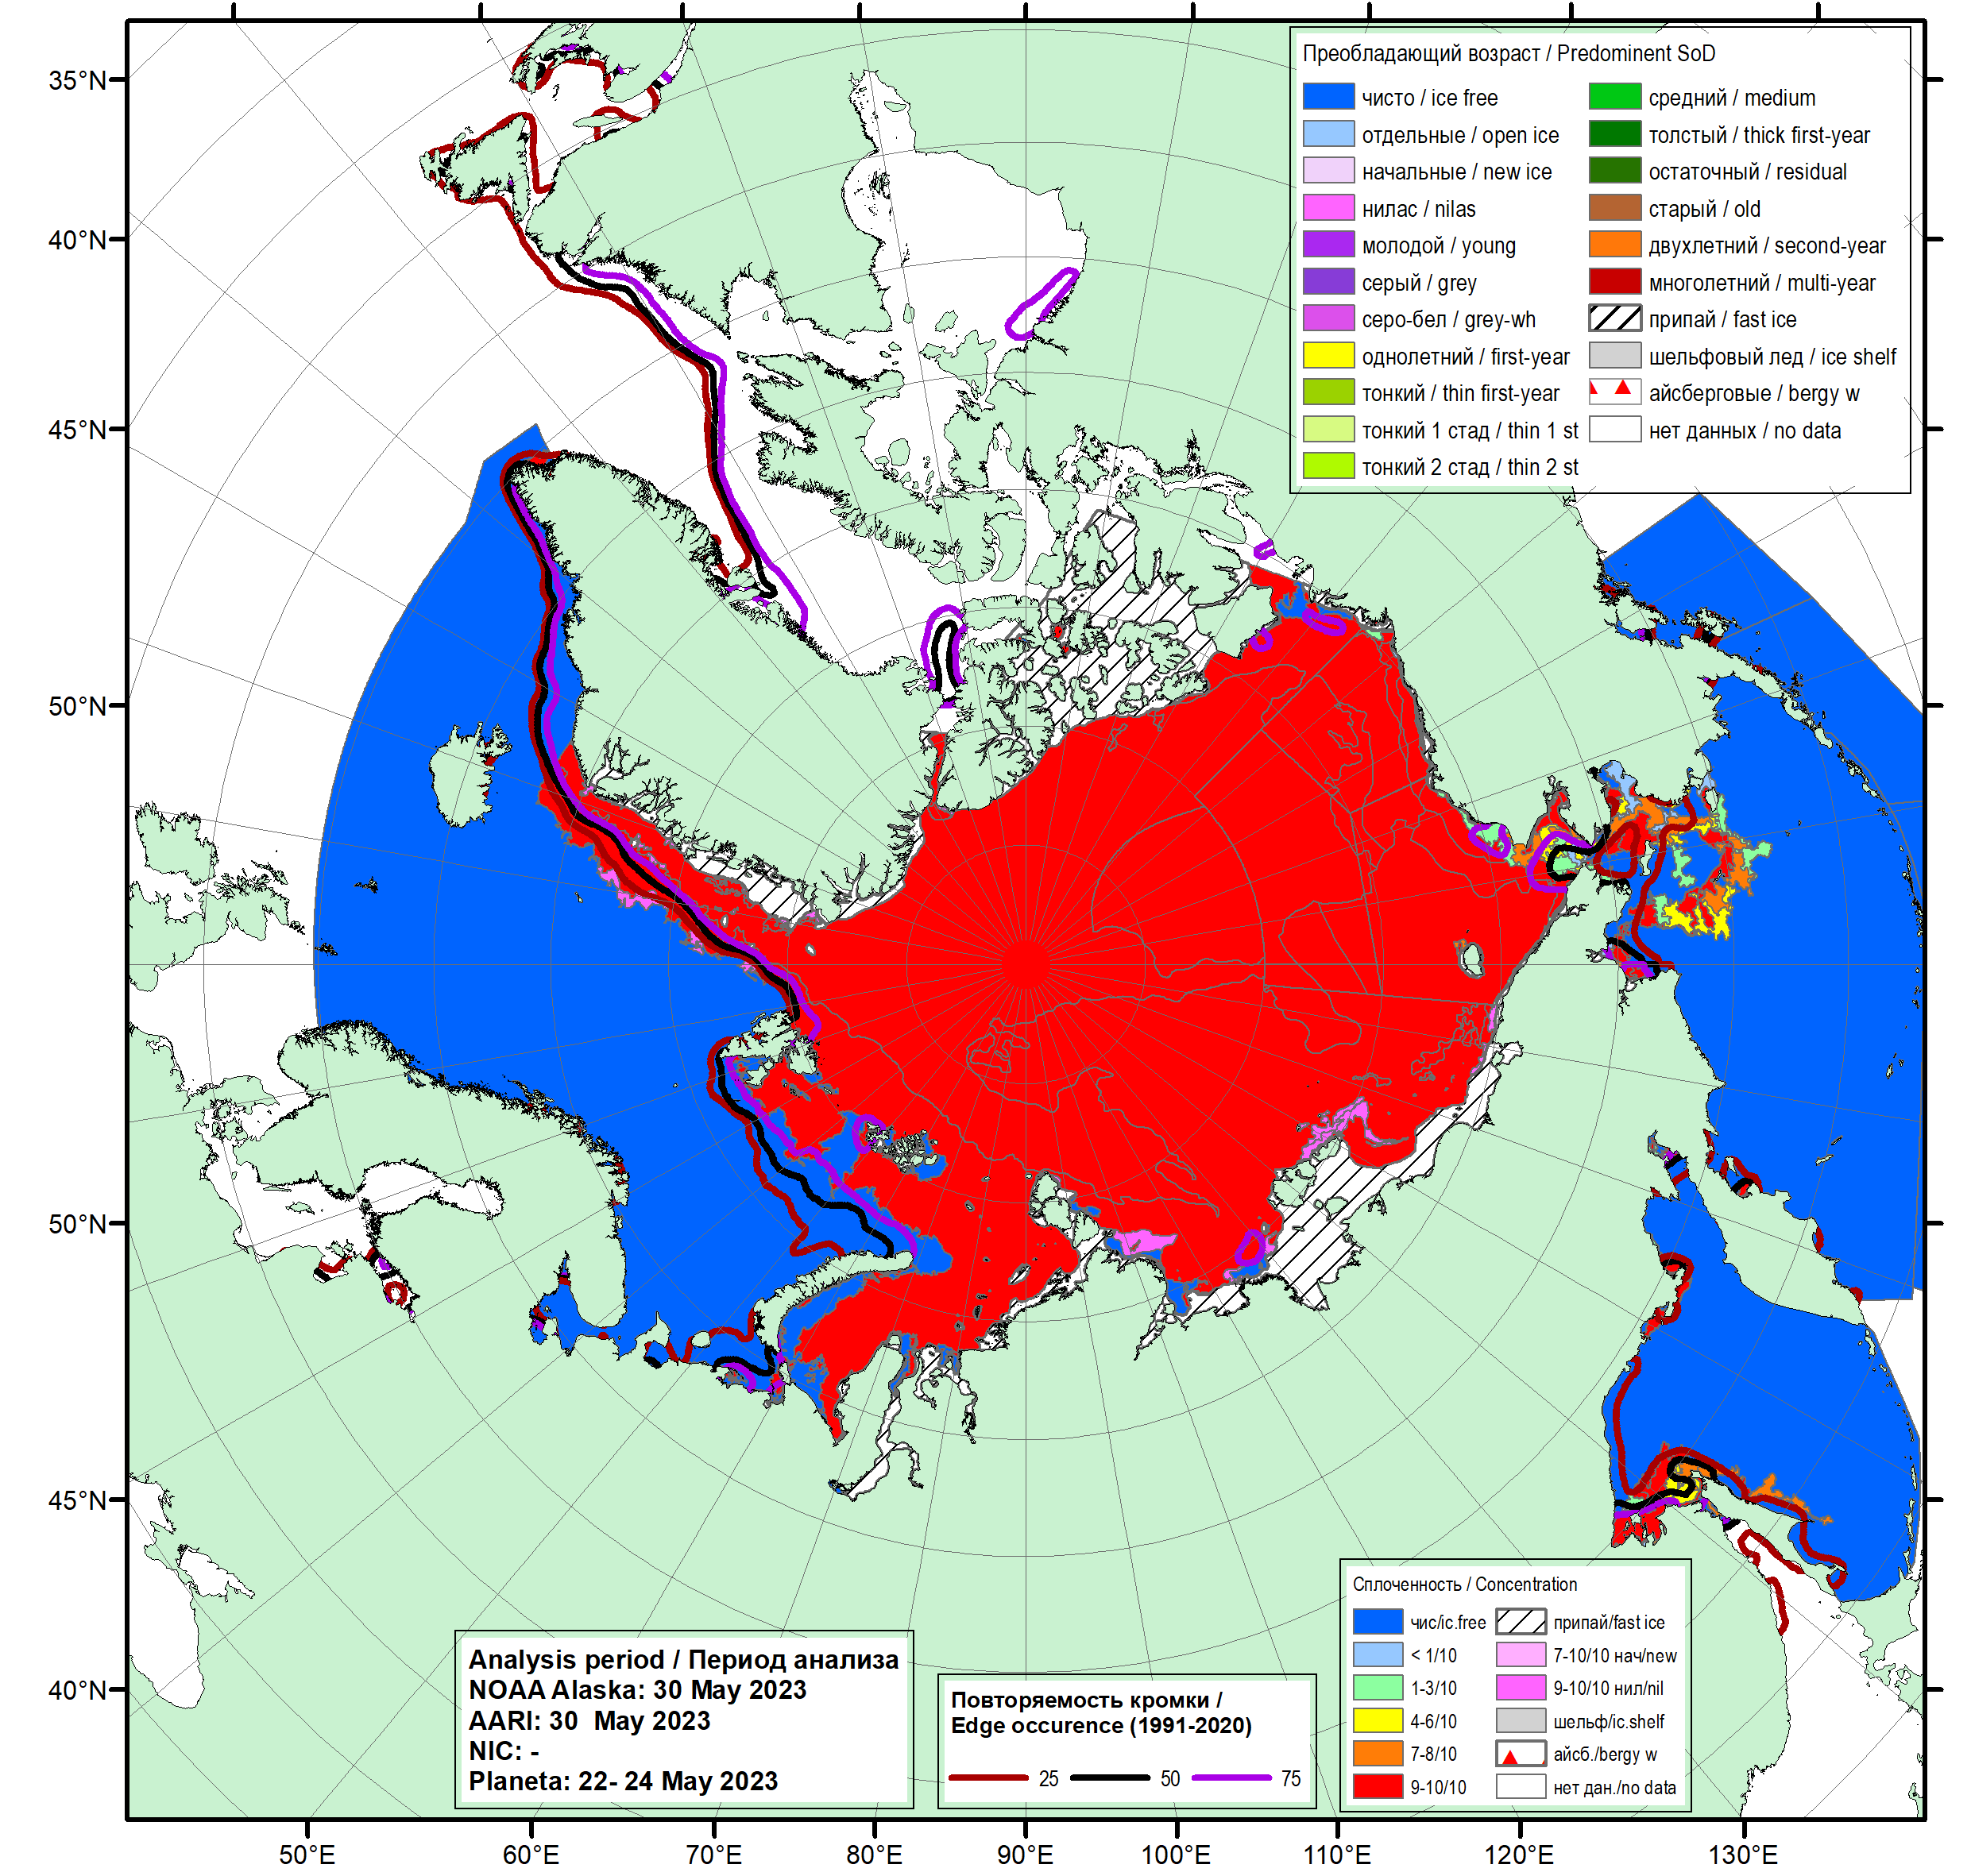 35°N
40°N
45°N
50°N
50°N
45°N
40°N
50°E
60°E
70°E
80°E
90°E
100°E
110°E
120°E
130°E
Преобладающий возраст / Predominent SoD
чисто / ice free
отдельные / open ice
начальные / new ice
нилас / nilas
молодой / young
серый / grey
серо-бел / grey-wh
однолетний / first-year
тонкий / thin first-year
тонкий 1 стад / thin 1 st
тонкий 2 стад / thin 2 st
средний / medium
толстый / thick first-year
остаточный / residual
старый / old
двухлетний / second-year
многолетний / multi-year
припай / fast ice
шельфовый лед / ice shelf
айсберговые / bergy w
нет данных / no data
Analysis period / Период анализа
NOAA Alaska: 30 May 2023
AARI: 30  May 2023
NIC: -
Planeta: 22- 24 May 2023
Повторяемость кромки /
Edge occurence (1991-2020)
25 50 75
Сплоченность / Concentration
чис/ic.free
< 1/10
1-3/10
4-6/10
7-8/10
9-10/10
припай/fast ice
7-10/10 нач/new
9-10/10 нил/nil
шельф/ic.shelf
айсб./bergy w
нет дан./no data